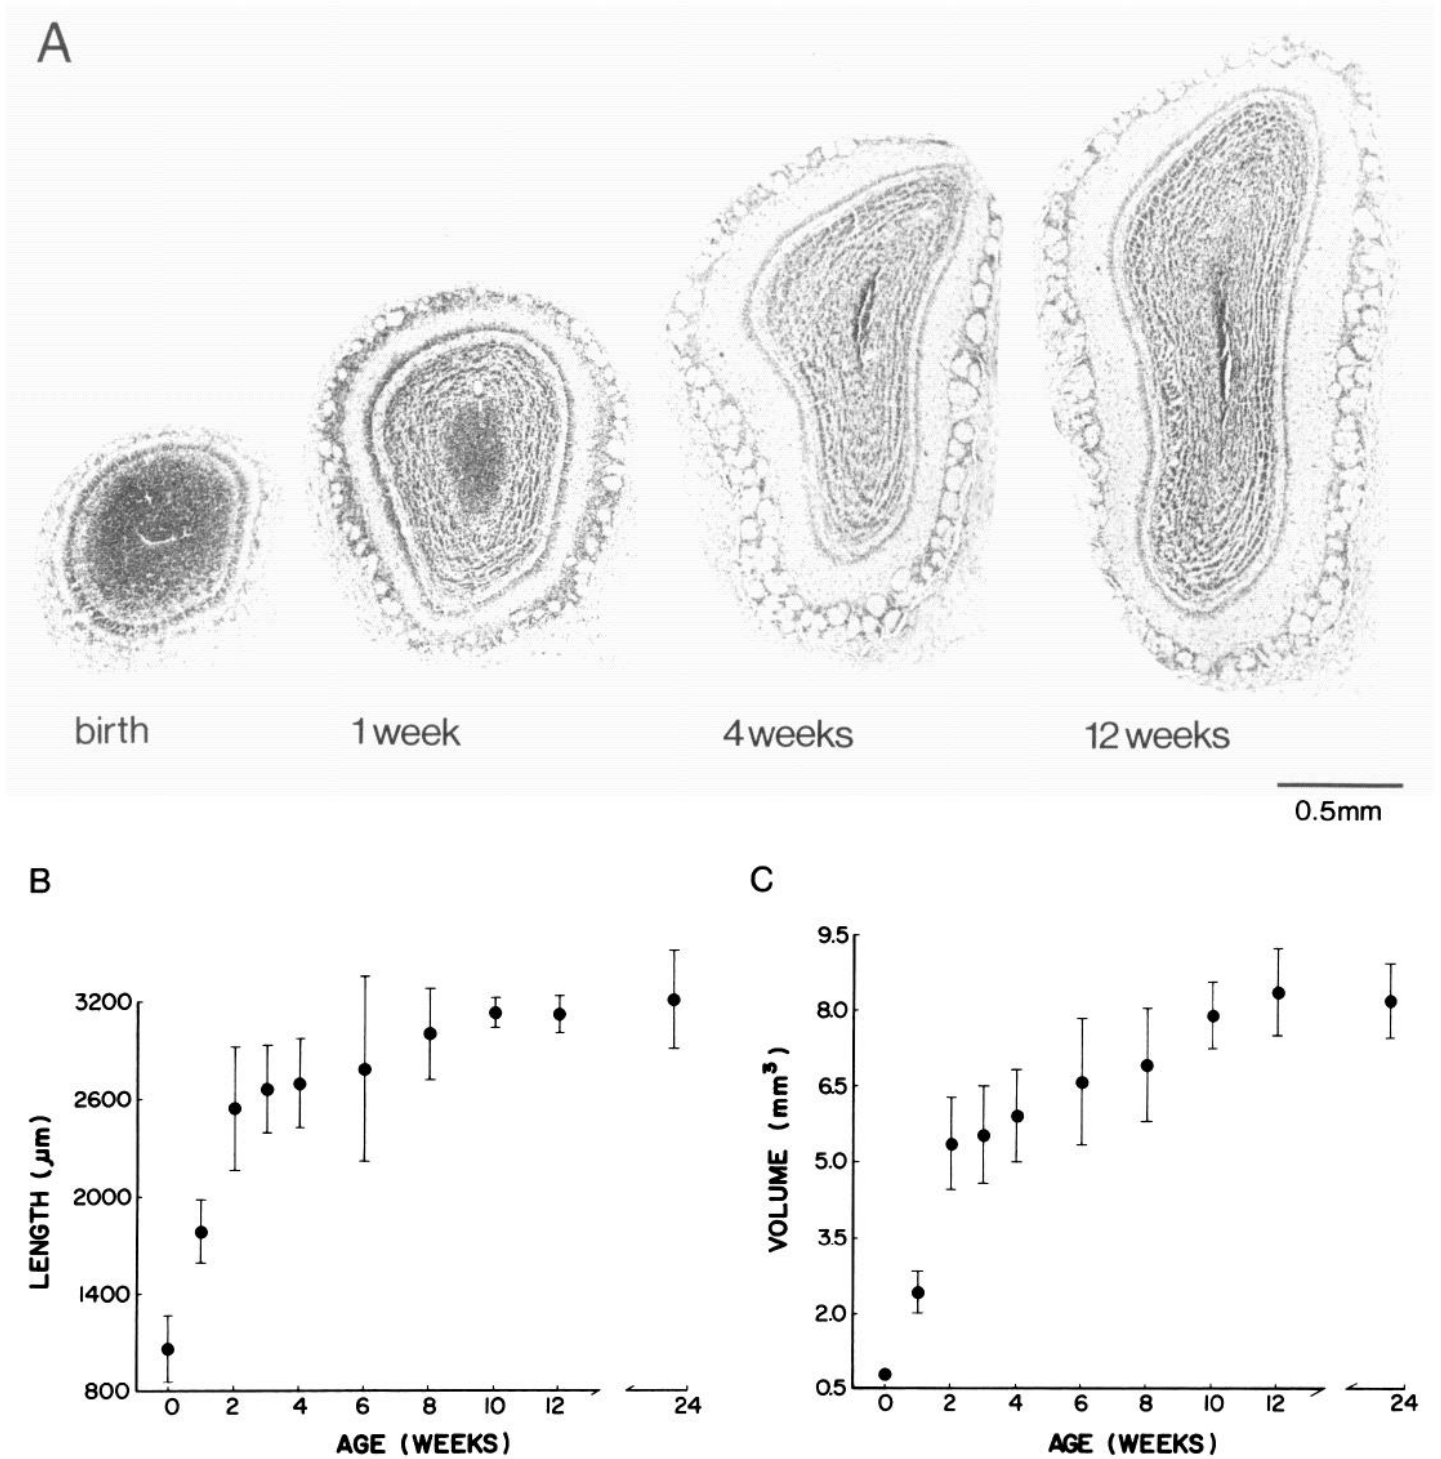 A
birth
1 week
4 weeks
12 weeks
0.5mm
B
3200
2600
2000
1400
800
LENGTH (μm)
0 2 4 6 8 10 12 24
AGE (WEEKS)
C
9.5
8.0
6.5
5.0
3.5
2.0
0.5
VOLUME (mm³)
0 2 4 6 8 10 12 24
AGE (WEEKS)